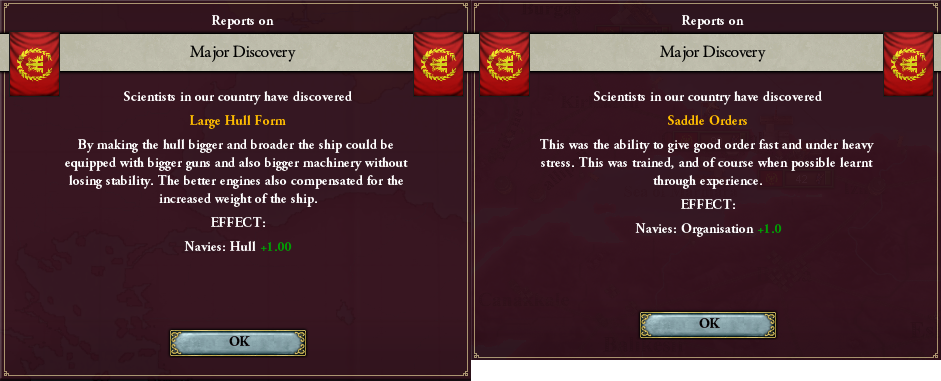 Reports on
Major Discovery
Scientists in our country have discovered
Large Hull Form
By making the hull bigger and broader the ship could be
equipped with bigger guns and also bigger machinery without
losing stability. The better engines also compensated for the
increased weight of the ship.
EFFECT:
Navies: Hull +1.00
OK
Reports on
Major Discovery
Scientists in our country have discovered
Saddle Orders
This was the ability to give good order fast and under heavy
stress. This was trained, and of course when possible learnt
through experience.
EFFECT:
Navies: Organisation +1.0
OK